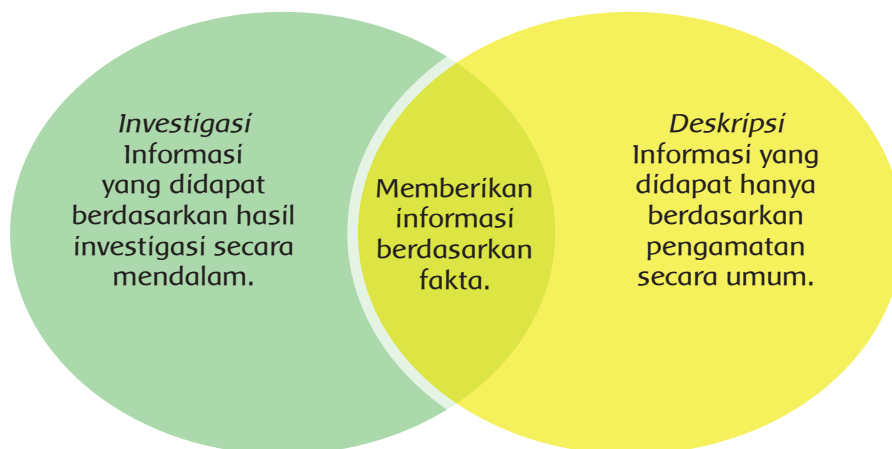 Investigasi
Informasi
yang didapat
berdasarkan hasil
investigasi secara
mendalam.
Memberikan
informasi
berdasarkan
fakta.
Deskripsi
Informasi yang
didapat hanya
berdasarkan
pengamatan
secara umum.